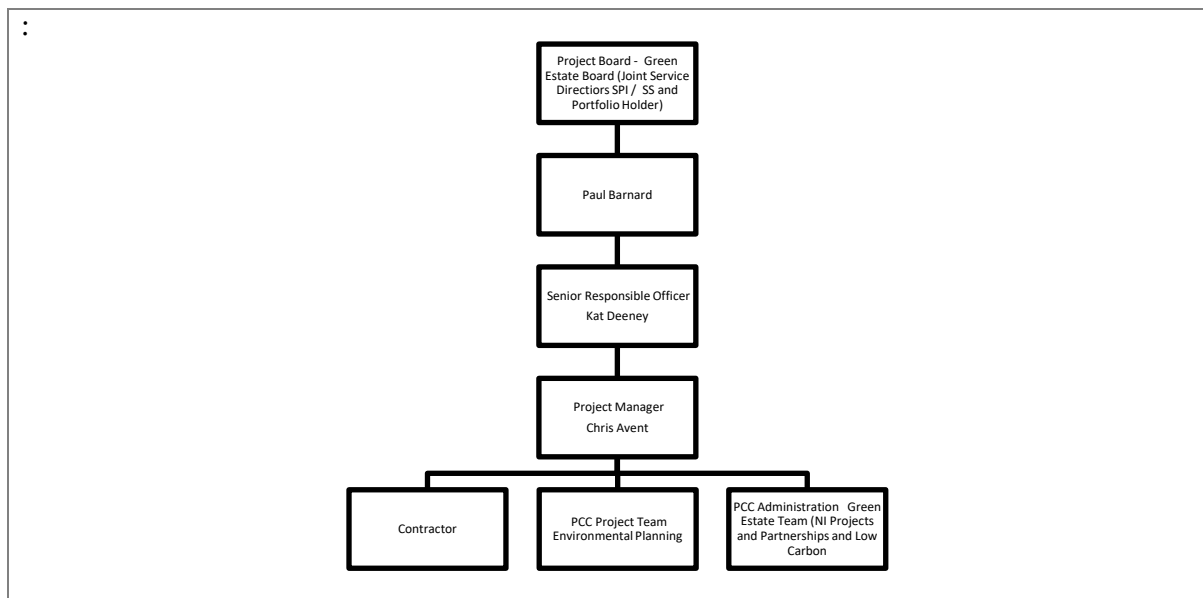 :
Project Board - Green
Estate Board (Joint Service
Directiors SPI / SS and
Portfolio Holder)
Paul Barnard
Senior Responsible Officer
Kat Deeney
Project Manager
Chris Avent
Contractor
PCC Project Team
Environmental Planning
PCC Administration Green
Estate Team (NI Projects
and Partnerships and Low
Carbon